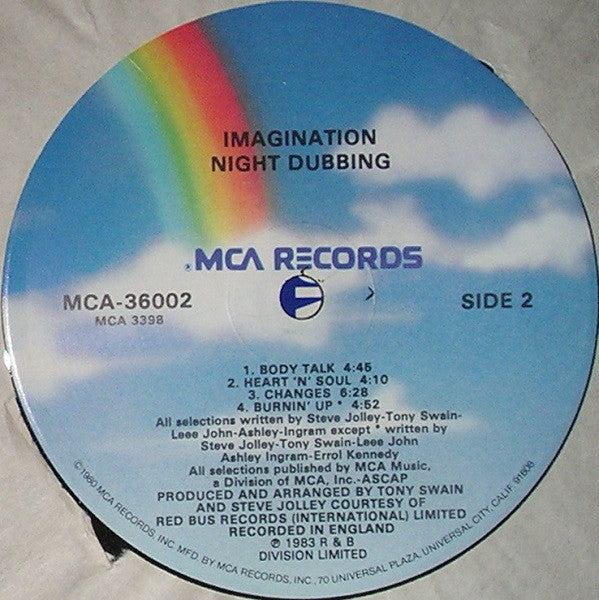 IMAGINATION
NIGHT DUBBING
® MCA RECORDS
MCA-36002
MCA 3398
SIDE 2
1. BODY TALK 4:45
2. HEART 'N' SOUL 4:10
3. CHANGES 6:28
4. BURNIN' UP * 4:52
All selections written by Steve Jolley-Tony Swain-
Leee John-Ashley-Ingram except * written by
Steve Jolley-Tony Swain-Leee John
Ashley Ingram-Errol Kennedy
All selections published by MCA Music,
a Division of MCA, Inc.-ASCAP
PRODUCED AND ARRANGED BY TONY SWAIN
AND STEVE JOLLEY COURTESY OF
RED BUS RECORDS (INTERNATIONAL) LIMITED
RECORDED IN ENGLAND
℗ 1983 R & B
DIVISION LIMITED
©1980 MCA RECORDS, INC. MFD. BY MCA RECORDS, INC., 70 UNIVERSAL PLAZA, UNIVERSAL CITY, CALIF. 91608